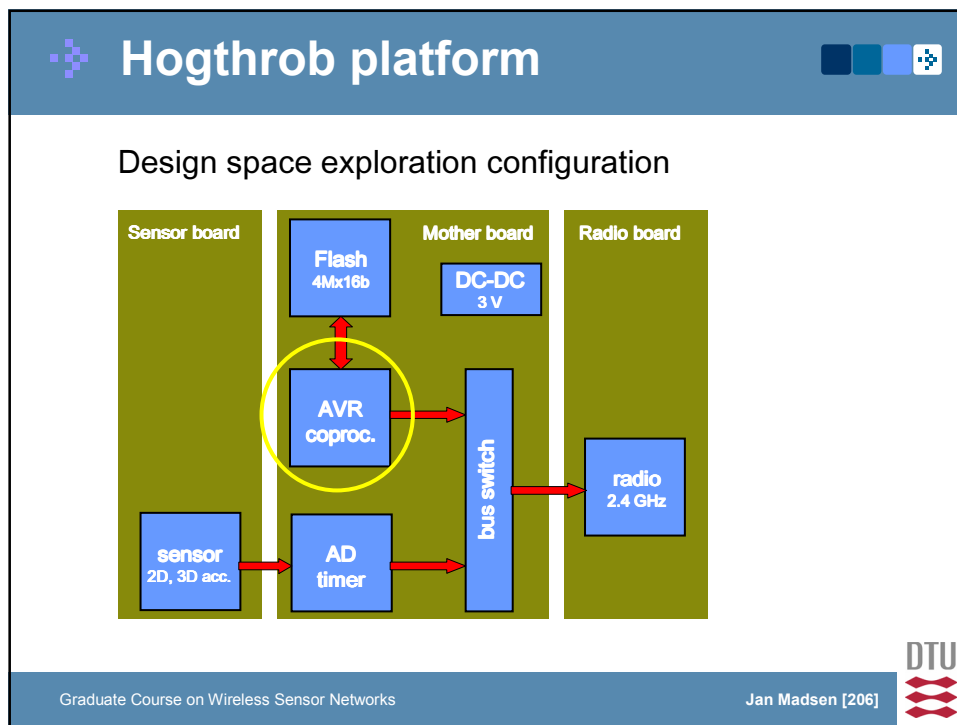 Hogthrob platform
Design space exploration configuration
Sensor board
Mother board
Radio board
Flash
4Mx16b
DC-DC
3 V
AVR
coproc.
bus switch
radio
2.4 GHz
sensor
2D, 3D acc.
AD
timer
Graduate Course on Wireless Sensor Networks
Jan Madsen [206]
DTU